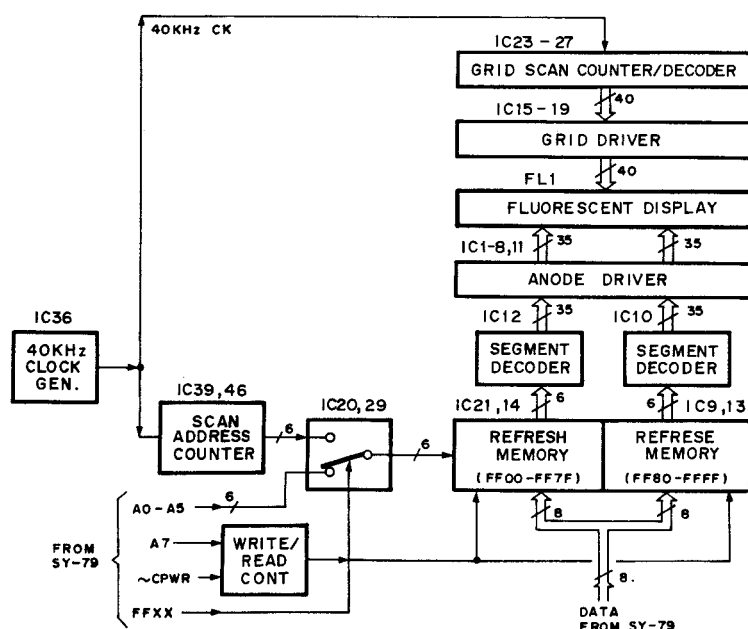 40KHz CK
IC23-27
GRID SCAN COUNTER/DECODER
40
IC15-19
GRID DRIVER
40
FL1
FLUORESCENT DISPLAY
IC1-8,11
35
35
ANODE DRIVER
IC12
35
IC10
35
IC36
40KHz
CLOCK
GEN.
SEGMENT
DECODER
SEGMENT
DECODER
IC39,46
IC20,29
IC21,14
6
6
IC9,13
SCAN
ADDRESS
COUNTER
6
6
REFRESH
MEMORY
(FF00-FF7F)
REFRESE
MEMORY
(FF80-FFFF)
A0-A5
6
8
8
FROM
SY-79
A7
WRITE/
READ
CONT
~CPWR
8.
FFXX
DATA
FROM SY-79